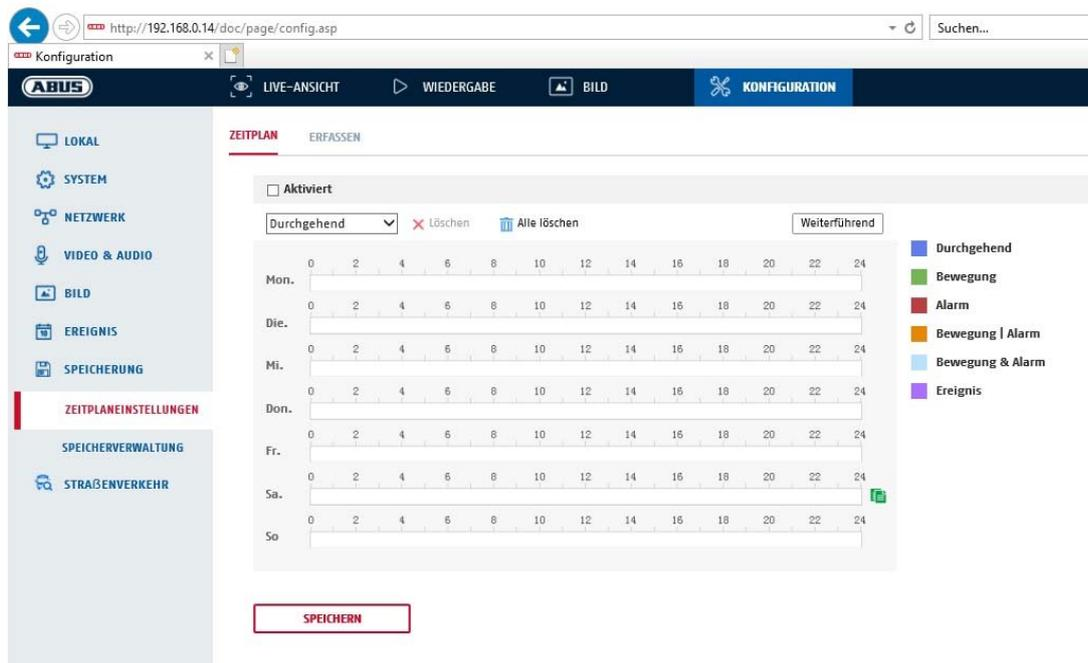 http://192.168.0.14/doc/page/config.asp
Suchen...
Konfiguration
ABUS
LIVE-ANSICHT
WIEDERGABE
BILD
KONFIGURATION
LOKAL
SYSTEM
NETZWERK
VIDEO & AUDIO
BILD
EREIGNIS
SPEICHERUNG
ZEITPLANEINSTELLUNGEN
SPEICHERVERWALTUNG
STRAßENVERKEHR
ZEITPLAN
ERFASSEN
Aktiviert
Durchgehend
Löschen
Alle löschen
Weiterführend
0 2 4 6 8 10 12 14 16 18 20 22 24
Mon.
0 2 4 6 8 10 12 14 16 18 20 22 24
Die.
0 2 4 6 8 10 12 14 16 18 20 22 24
Mi.
0 2 4 6 8 10 12 14 16 18 20 22 24
Don.
0 2 4 6 8 10 12 14 16 18 20 22 24
Fr.
0 2 4 6 8 10 12 14 16 18 20 22 24
Sa.
0 2 4 6 8 10 12 14 16 18 20 22 24
So
Durchgehend
Bewegung
Alarm
Bewegung | Alarm
Bewegung & Alarm
Ereignis
SPEICHERN